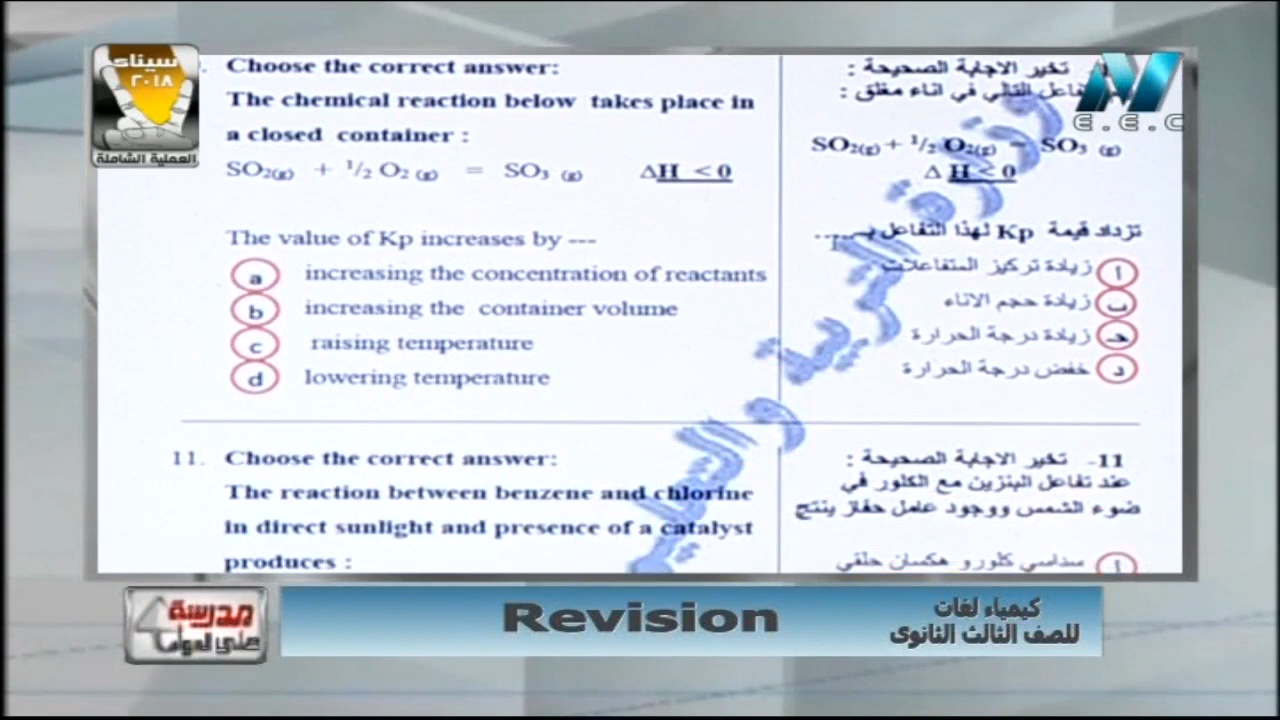 سيناء
٢٠١٨
العملية الشاملة
E.E.C
Choose the correct answer:
The chemical reaction below takes place in
a closed container :
SO₂(g) + ¹/₂ O₂ (g) = SO₃ (g) ΔH < 0
The value of Kp increases by ---
a increasing the concentration of reactants
b increasing the container volume
c raising temperature
d lowering temperature
11. Choose the correct answer:
The reaction between benzene and chlorine
in direct sunlight and presence of a catalyst
produces :
تخير الاجابة الصحيحة :
التالي في اناء مغلق :
SO₂(g) + ¹/₂ O₂(g) = SO₃ (g)
Δ H < 0
تزداد قيمة Kp لهذا التفاعل بـ.....
أ زيادة تركيز المتفاعلات
ب زيادة حجم الاناء
جـ زيادة درجة الحرارة
د خفض درجة الحرارة
11- تخير الاجابة الصحيحة :
عند تفاعل البنزين مع الكلور في
ضوء الشمس ووجود عامل حفاز ينتج
أ سداسي كلورو هكسان حلقي
مدرسة
على الهواء
Revision
كيمياء لغات
للصف الثالث الثانوى